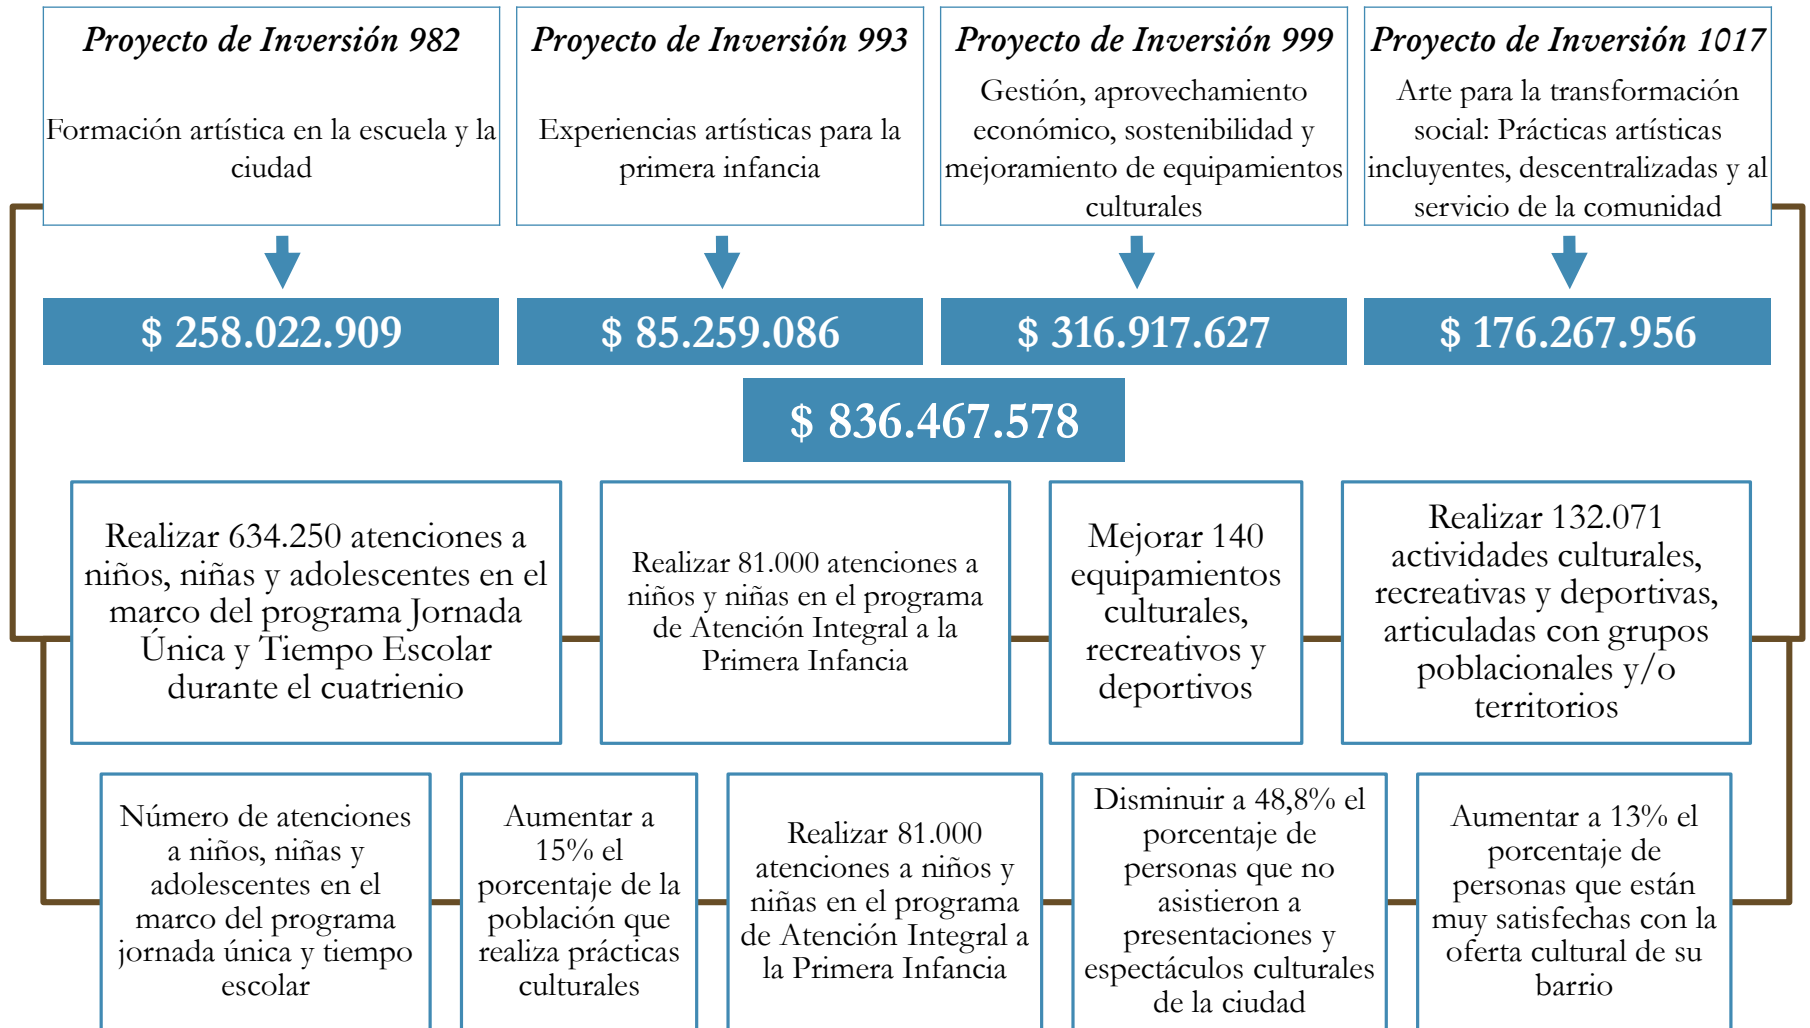 Proyecto de Inversión 982
Formación artística en la escuela y la
ciudad
Proyecto de Inversión 993
Experiencias artísticas para la
primera infancia
Proyecto de Inversión 999
Gestión, aprovechamiento
económico, sostenibilidad y
mejoramiento de equipamientos
culturales
Proyecto de Inversión 1017
Arte para la transformación
social: Prácticas artísticas
incluyentes, descentralizadas y al
servicio de la comunidad
$ 258.022.909
$ 85.259.086
$ 316.917.627
$ 176.267.956
$ 836.467.578
Realizar 634.250 atenciones a
niños, niñas y adolescentes en el
marco del programa Jornada
Única y Tiempo Escolar
durante el cuatrienio
Realizar 81.000 atenciones a
niños y niñas en el programa
de Atención Integral a la
Primera Infancia
Mejorar 140
equipamientos
culturales,
recreativos y
deportivos
Realizar 132.071
actividades culturales,
recreativas y deportivas,
articuladas con grupos
poblacionales y/o
territorios
Número de atenciones
a niños, niñas y
adolescentes en el
marco del programa
jornada única y tiempo
escolar
Aumentar a
15% el
porcentaje de la
población que
realiza prácticas
culturales
Realizar 81.000
atenciones a niños y
niñas en el programa
de Atención Integral a
la Primera Infancia
Disminuir a 48,8% el
porcentaje de
personas que no
asistieron a
presentaciones y
espectáculos culturales
de la ciudad
Aumentar a 13% el
porcentaje de
personas que están
muy satisfechas con la
oferta cultural de su
barrio